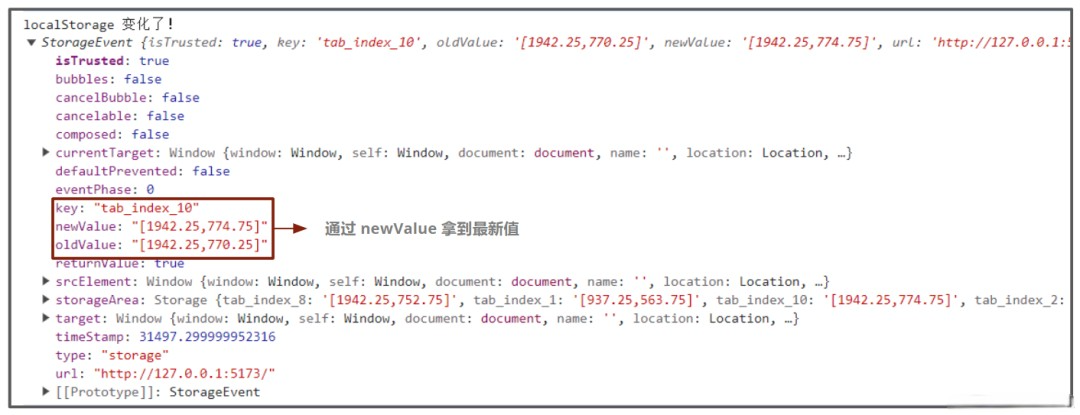 localStorage 变化了!
▼ StorageEvent {isTrusted: true, key: 'tab_index_10', oldValue: '[1942.25,770.25]', newValue: '[1942.25,774.75]', url: 'http://127.0.0.1:5173/
isTrusted: true
bubbles: false
cancelBubble: false
cancelable: false
composed: false
▶ currentTarget: Window {window: Window, self: Window, document: document, name: '', location: Location, …}
defaultPrevented: false
eventPhase: 0
key: "tab_index_10"
newValue: "[1942.25,774.75]"
通过 newValue 拿到最新值
oldValue: "[1942.25,770.25]"
returnValue: true
▶ srcElement: Window {window: Window, self: Window, document: document, name: '', location: Location, …}
▶ storageArea: Storage {tab_index_8: '[1942.25,752.75]', tab_index_1: '[937.25,563.75]', tab_index_10: '[1942.25,774.75]', tab_index_2:
▶ target: Window {window: Window, self: Window, document: document, name: '', location: Location, …}
timeStamp: 31497.299999952316
type: "storage"
url: "http://127.0.0.1:5173/"
▶ [[Prototype]]: StorageEvent